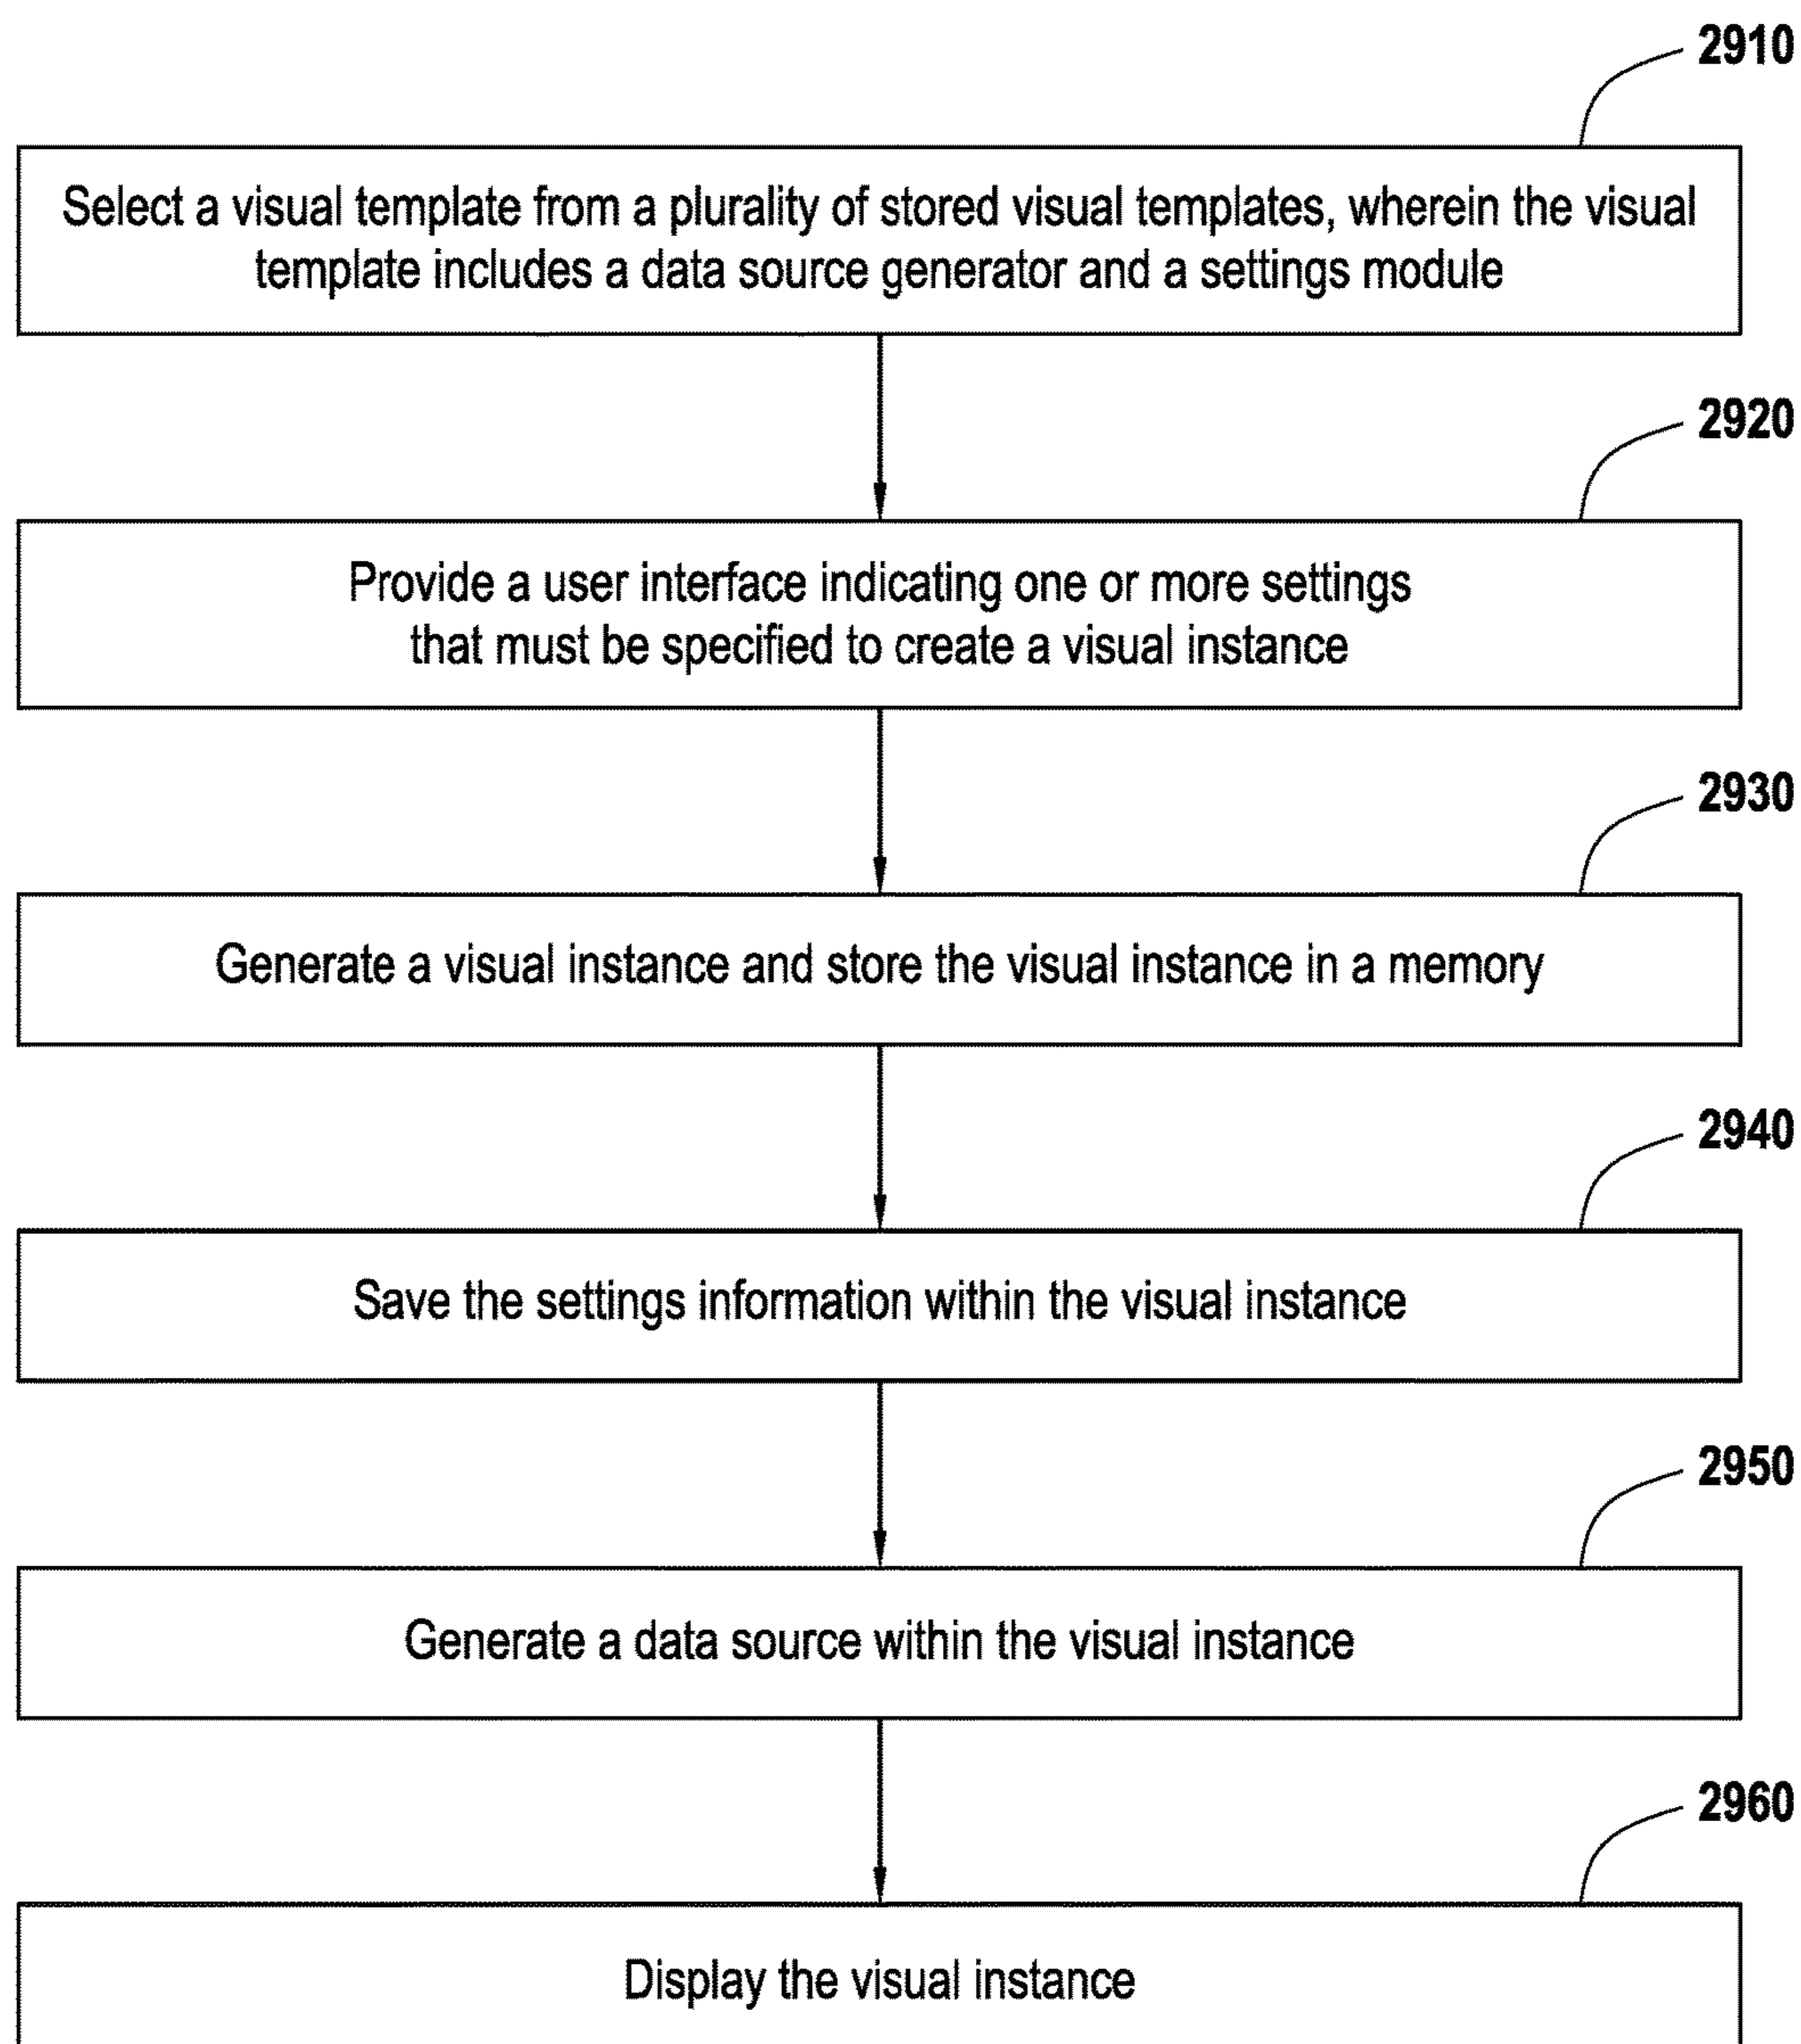 2910
Select a visual template from a plurality of stored visual templates, wherein the visual
template includes a data source generator and a settings module
2920
Provide a user interface indicating one or more settings
that must be specified to create a visual instance
2930
Generate a visual instance and store the visual instance in a memory
2940
Save the settings information within the visual instance
2950
Generate a data source within the visual instance
2960
Display the visual instance